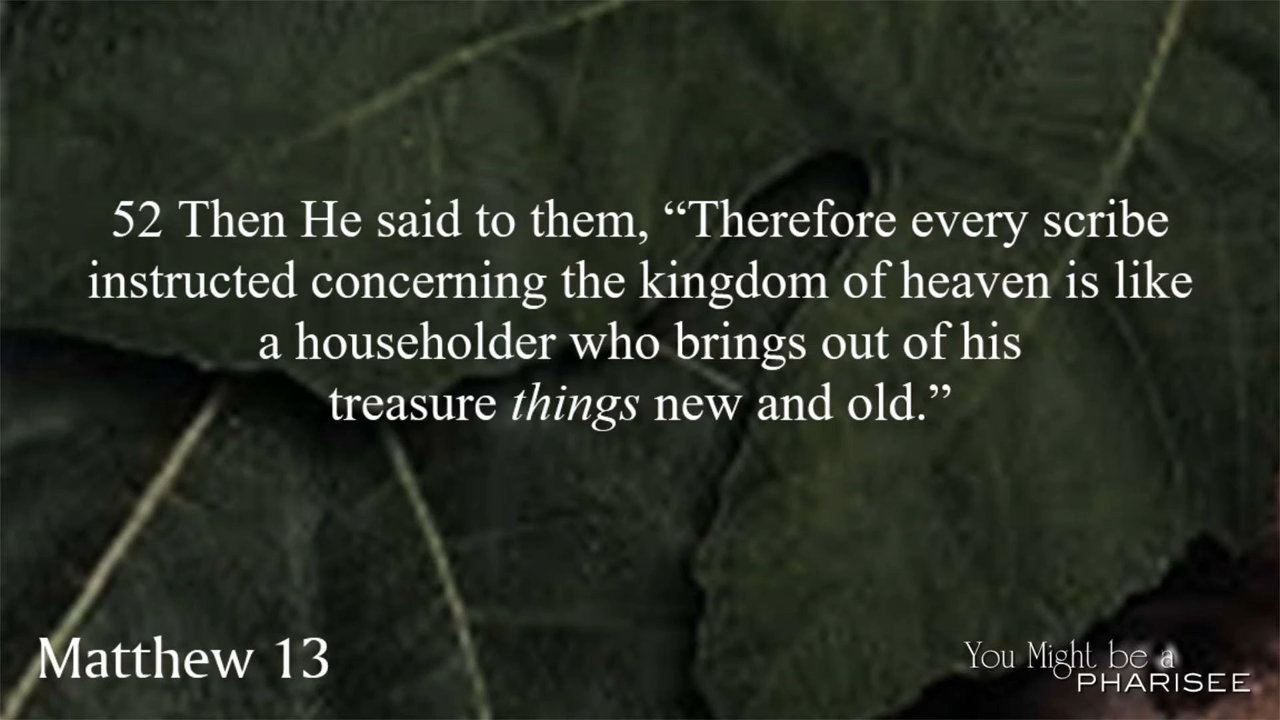 52 Then He said to them, “Therefore every scribe
instructed concerning the kingdom of heaven is like
a householder who brings out of his
treasure things new and old.”
Matthew 13
You Might be a
PHARISEE